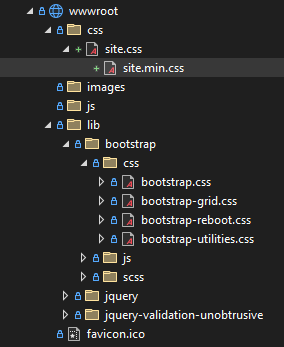 wwwroot
css
site.css
site.min.css
images
js
lib
bootstrap
css
bootstrap.css
bootstrap-grid.css
bootstrap-reboot.css
bootstrap-utilities.css
js
scss
jquery
jquery-validation-unobtrusive
favicon.ico